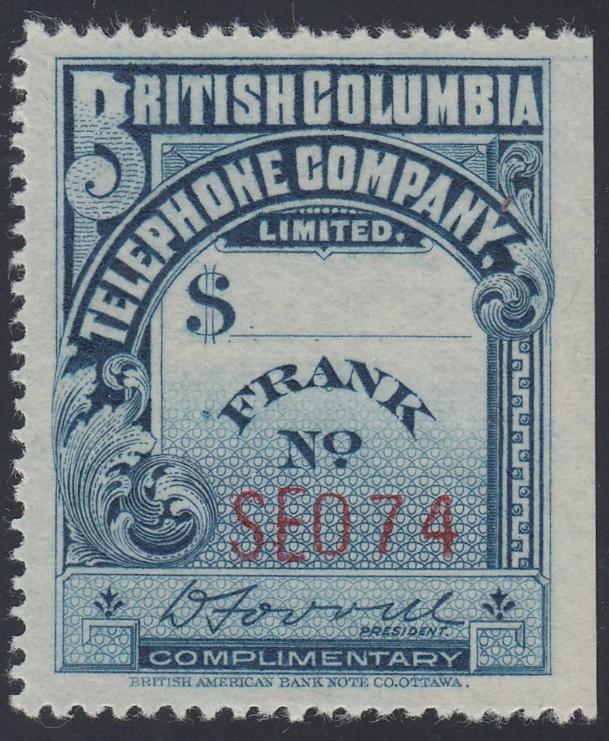 BRITISH COLUMBIA
TELEPHONE COMPANY.
LIMITED.
$
FRANK
No
SE074
PRESIDENT.
COMPLIMENTARY
BRITISH AMERICAN BANK NOTE CO. OTTAWA.